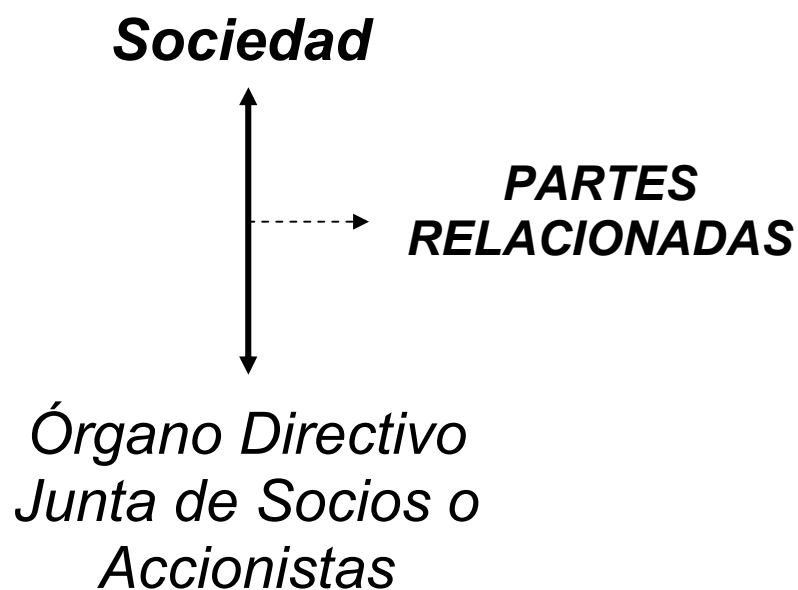 Sociedad
PARTES
RELACIONADAS
Órgano Directivo
Junta de Socios o
Accionistas